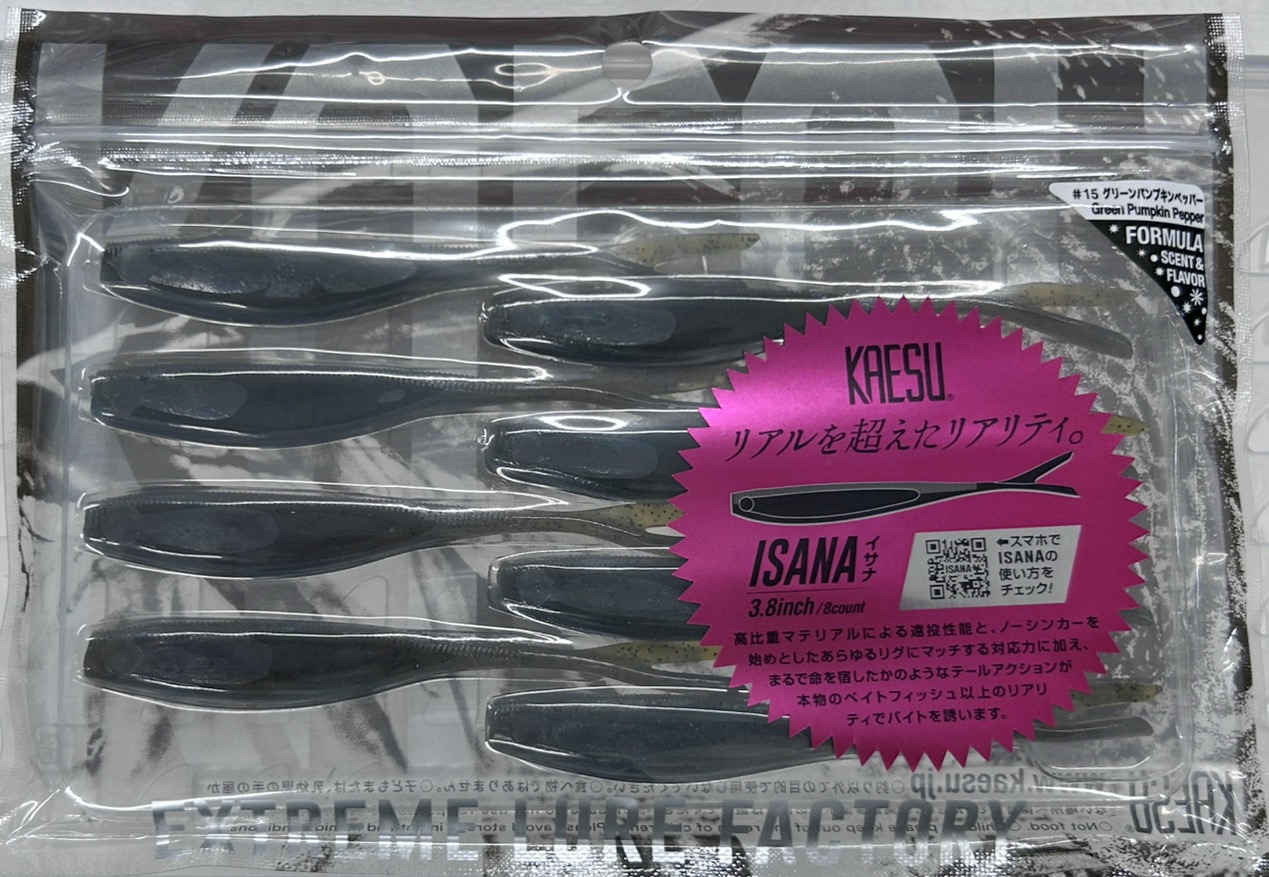 #15 グリーンパンプキンペッパー
Green Pumpkin Pepper
FORMULA
SCENT &
FLAVOR
KAESU®
リアルを超えたリアリティ。
ISANA イサナ
3.8inch/8count
ISANA
⬅スマホで
ISANAの
使い方を
チェック!
高比重マテリアルによる遠投性能と、ノーシンカーを
始めとしたあらゆるリグにマッチする対応力に加え、
まるで命を宿したかのようなテールアクションが
本物のベイトフィッシュ以上のリアリ
ティでバイトを誘います。
www.kaesu.jp
KAESU®
EXTREME LURE FACTORY